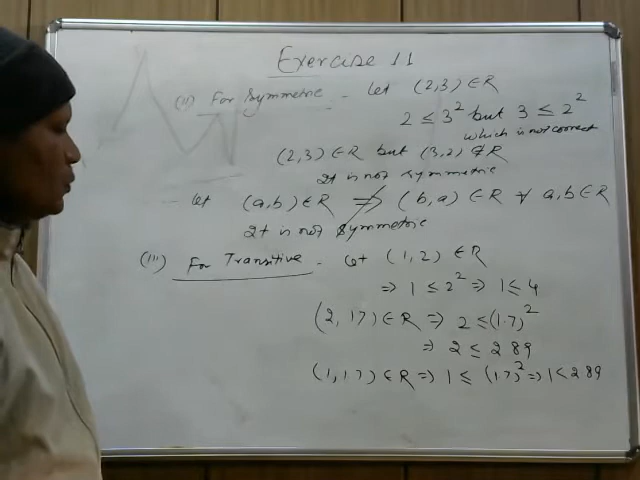 Exercise 11
(ii) For Symmetric - Let (2,3) ∈ R
2 ≤ 3² but 3 ≤ 2²
which is not correct
(2,3) ∈ R but (3,2) ∉ R
It is not symmetric
let (a,b) ∈ R ⇏ (b,a) ∈ R ∀ a,b ∈ R
It is not Symmetric
(iii) For Transitive - Let (1,2) ∈ R
⇒ 1 ≤ 2² ⇒ 1 ≤ 4
(2,17) ∈ R ⇒ 2 ≤ (17)²
⇒ 2 ≤ 289
(1,17) ∈ R ⇒ 1 ≤ (17)² ⇒ 1 < 289